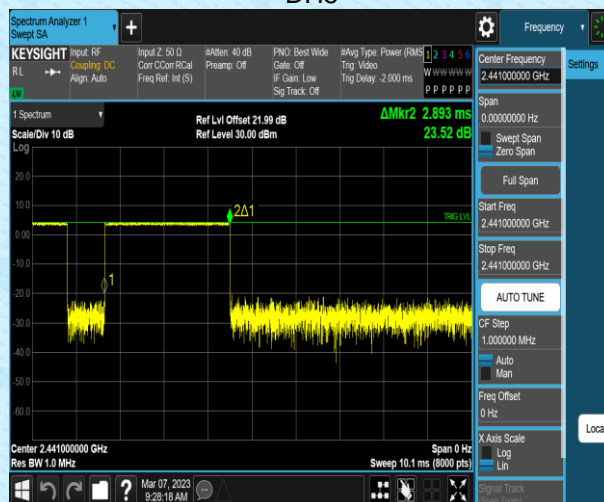 Spectrum Analyzer 1
Swept SA
Frequency
KEYSIGHT
RL
Input: RF
Coupling: DC
Align: Auto
Input Z: 50 Ω
Corr CCorr RCal
Freq Ref: Int (S)
#Atten: 40 dB
Preamp: Off
PNO: Best Wide
Gate: Off
IF Gain: Low
Sig Track: Off
#Avg Type: Power (RMS
Trig: Video
Trig Delay: -2.000 ms
1 2 3 4 5 6
W W W W W W
P P P P P P
1 Spectrum
Scale/Div 10 dB
Log
Ref Lvl Offset 21.99 dB
Ref Level 30.00 dBm
ΔMkr2 2.893 ms
23.52 dB
20.0
10.0
0.00
-10.0
-20.0
-30.0
-40.0
-50.0
-60.0
2Δ1
1
TRIG LVL
Center 2.441000000 GHz
Res BW 1.0 MHz
Span 0 Hz
Sweep 10.1 ms (8000 pts)
?
Mar 07, 2023
9:28:18 AM
Center Frequency
2.441000000 GHz
Span
0.00000000 Hz
Swept Span
Zero Span
Full Span
Start Freq
2.441000000 GHz
Stop Freq
2.441000000 GHz
AUTO TUNE
CF Step
1.000000 MHz
Auto
Man
Freq Offset
0 Hz
X Axis Scale
Log
Lin
Signal Track
Settings
Loca